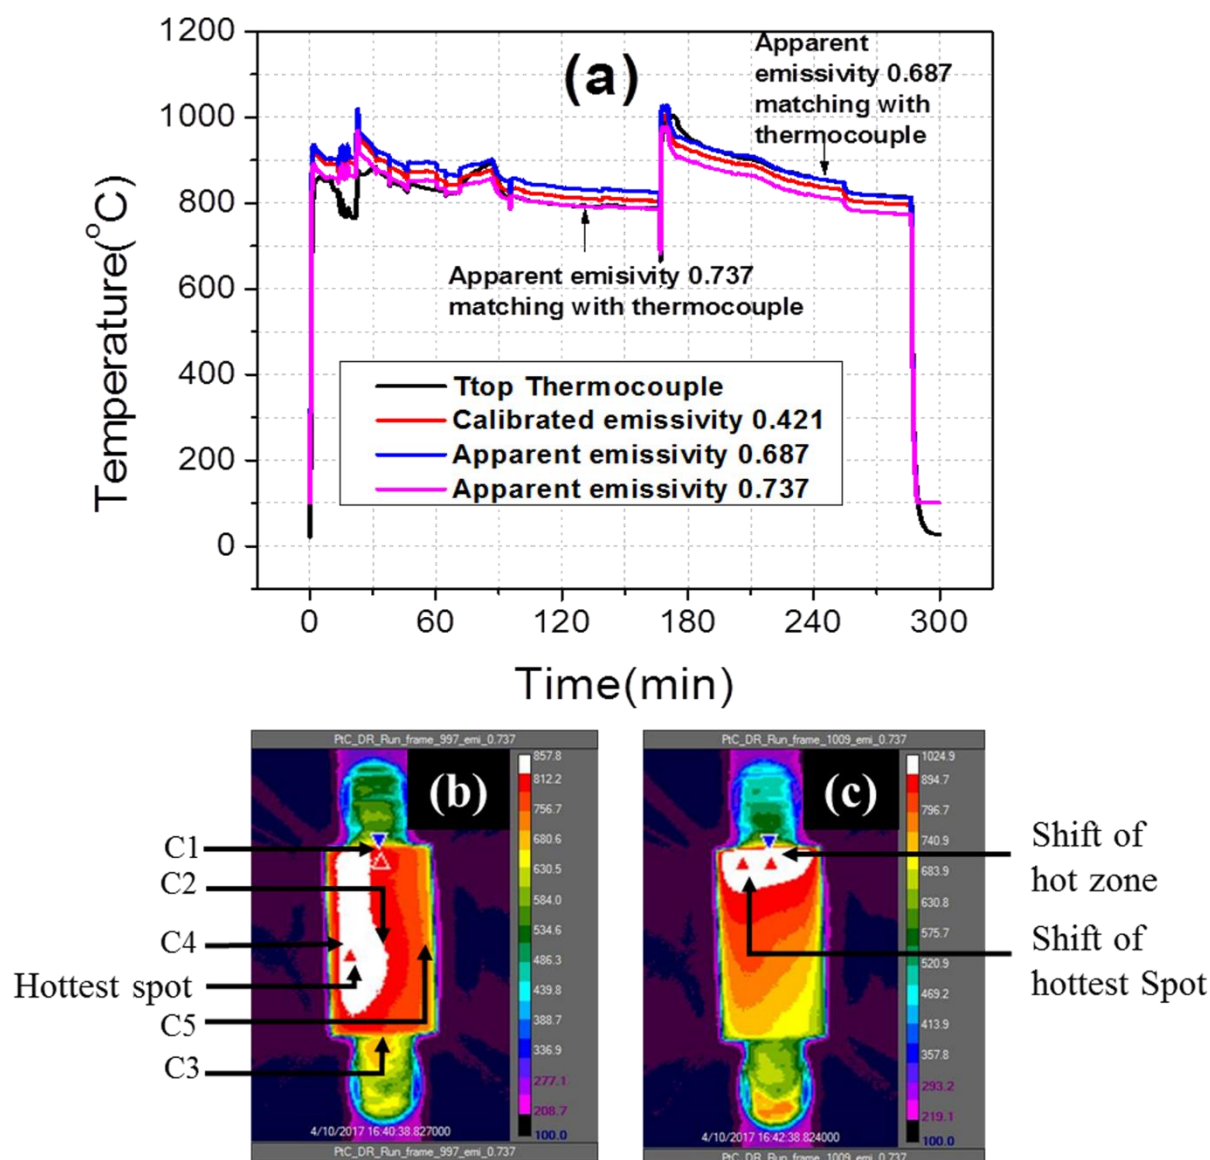 1200
1000
800
600
400
200
0
Temperature(°C)
(a)
Apparent
emissivity 0.687
matching with
thermocouple
Apparent emisivity 0.737
matching with thermocouple
Ttop Thermocouple
Calibrated emissivity 0.421
Apparent emissivity 0.687
Apparent emissivity 0.737
0 60 120 180 240 300
Time(min)
PtC_DR_Run_frame_997_emi_0.737
(b)
857.8
812.2
756.7
680.6
630.5
584.0
534.6
486.3
439.8
388.7
336.9
277.1
208.7
100.0
C1
C2
C4
Hottest spot
C5
C3
4/10/2017 16:40:38.827000
PtC_DR_Run_frame_997_emi_0.737
PtC_DR_Run_frame_1009_emi_0.737
(c)
1024.9
894.7
796.7
740.9
683.9
630.8
575.7
520.9
469.2
413.9
357.8
293.2
219.1
100.0
Shift of
hot zone
Shift of
hottest Spot
4/10/2017 16:42:38.824000
PtC_DR_Run_frame_1009_emi_0.737